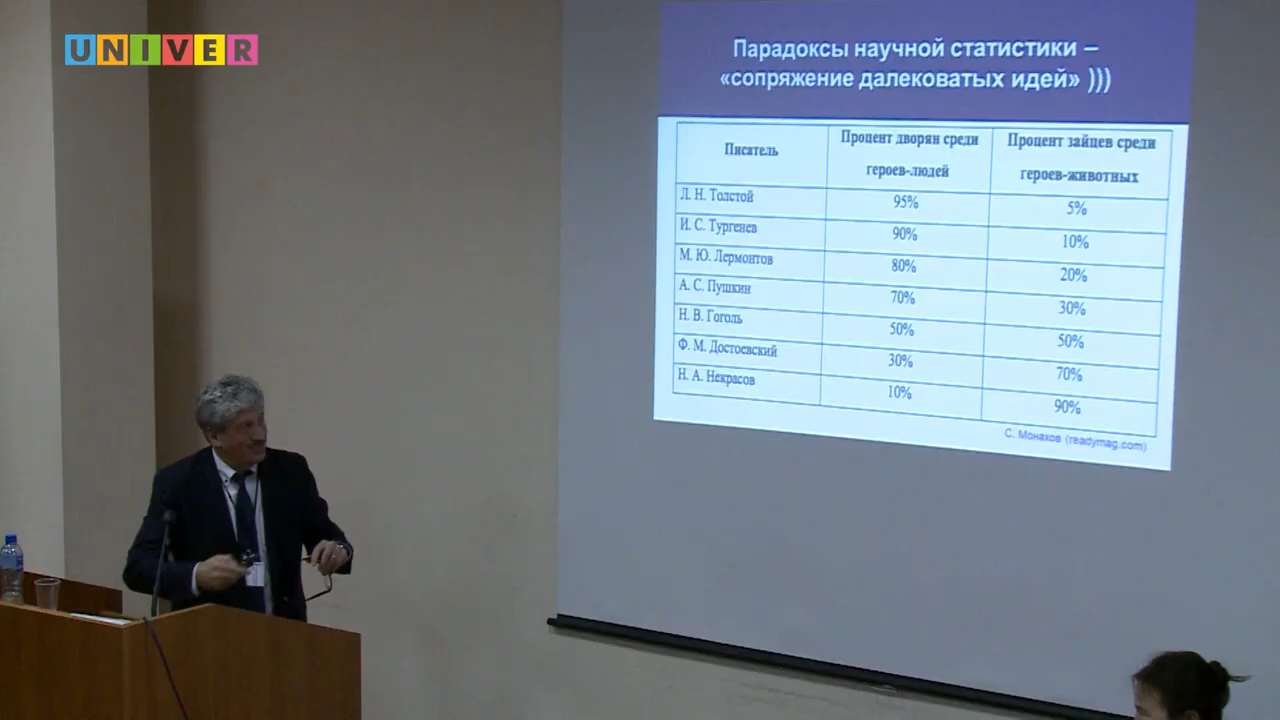 UNIVER
Парадоксы научной статистики –
«сопряжение далековатых идей» )))
Писатель
Процент дворян среди
героев-людей
Процент зайцев среди
героев-животных
Л. Н. Толстой 95% 5%
И. С. Тургенев 90% 10%
М. Ю. Лермонтов 80% 20%
А. С. Пушкин 70% 30%
Н. В. Гоголь 50% 50%
Ф. М. Достоевский 30% 70%
Н. А. Некрасов 10% 90%
С. Монахов (readymag.com)